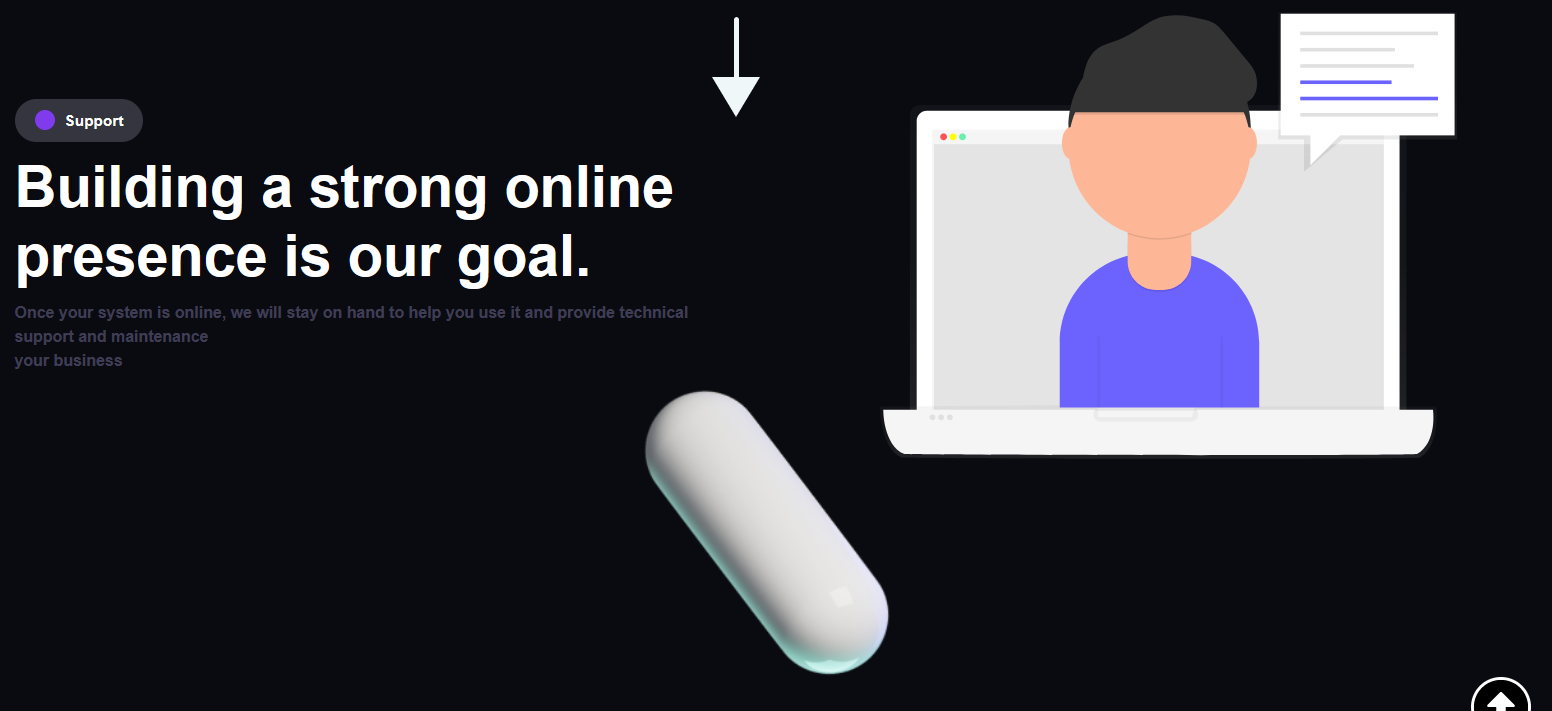 Support
Building a strong online
presence is our goal.
Once your system is online, we will stay on hand to help you use it and provide technical
support and maintenance
your business